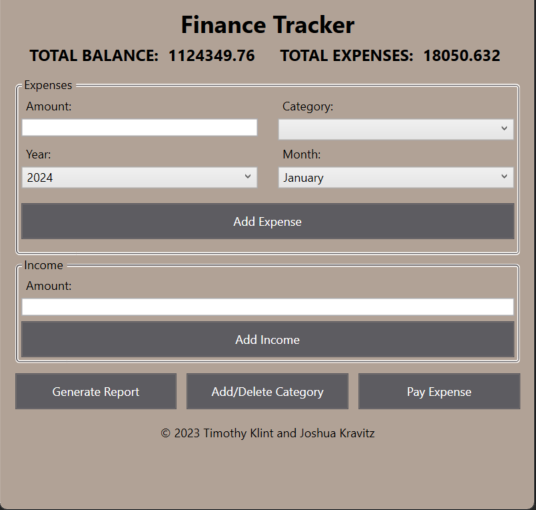 Finance Tracker
TOTAL BALANCE: 1124349.76 TOTAL EXPENSES: 18050.632
Expenses
Amount: Category:
Year: Month:
2024 January
Add Expense
Income
Amount:
Add Income
Generate Report Add/Delete Category Pay Expense
© 2023 Timothy Klint and Joshua Kravitz